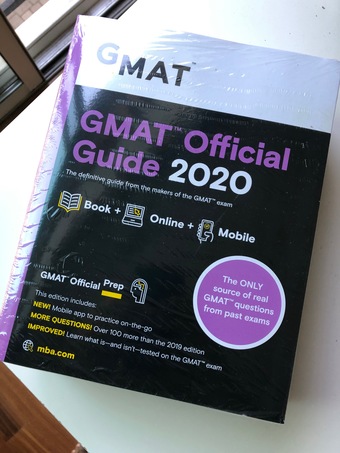 GMAT™
GMAT™ Official
Guide 2020
The definitive guide from the makers of the GMAT™ exam
Book + Online + Mobile
GMAT™ Official Prep
The ONLY
source of real
GMAT™ questions
from past exams
This edition includes:
NEW! Mobile app to practice on-the-go
MORE QUESTIONS! Over 100 more than the 2019 edition
IMPROVED! Learn what is—and isn't—tested on the GMAT™ exam
mba.com